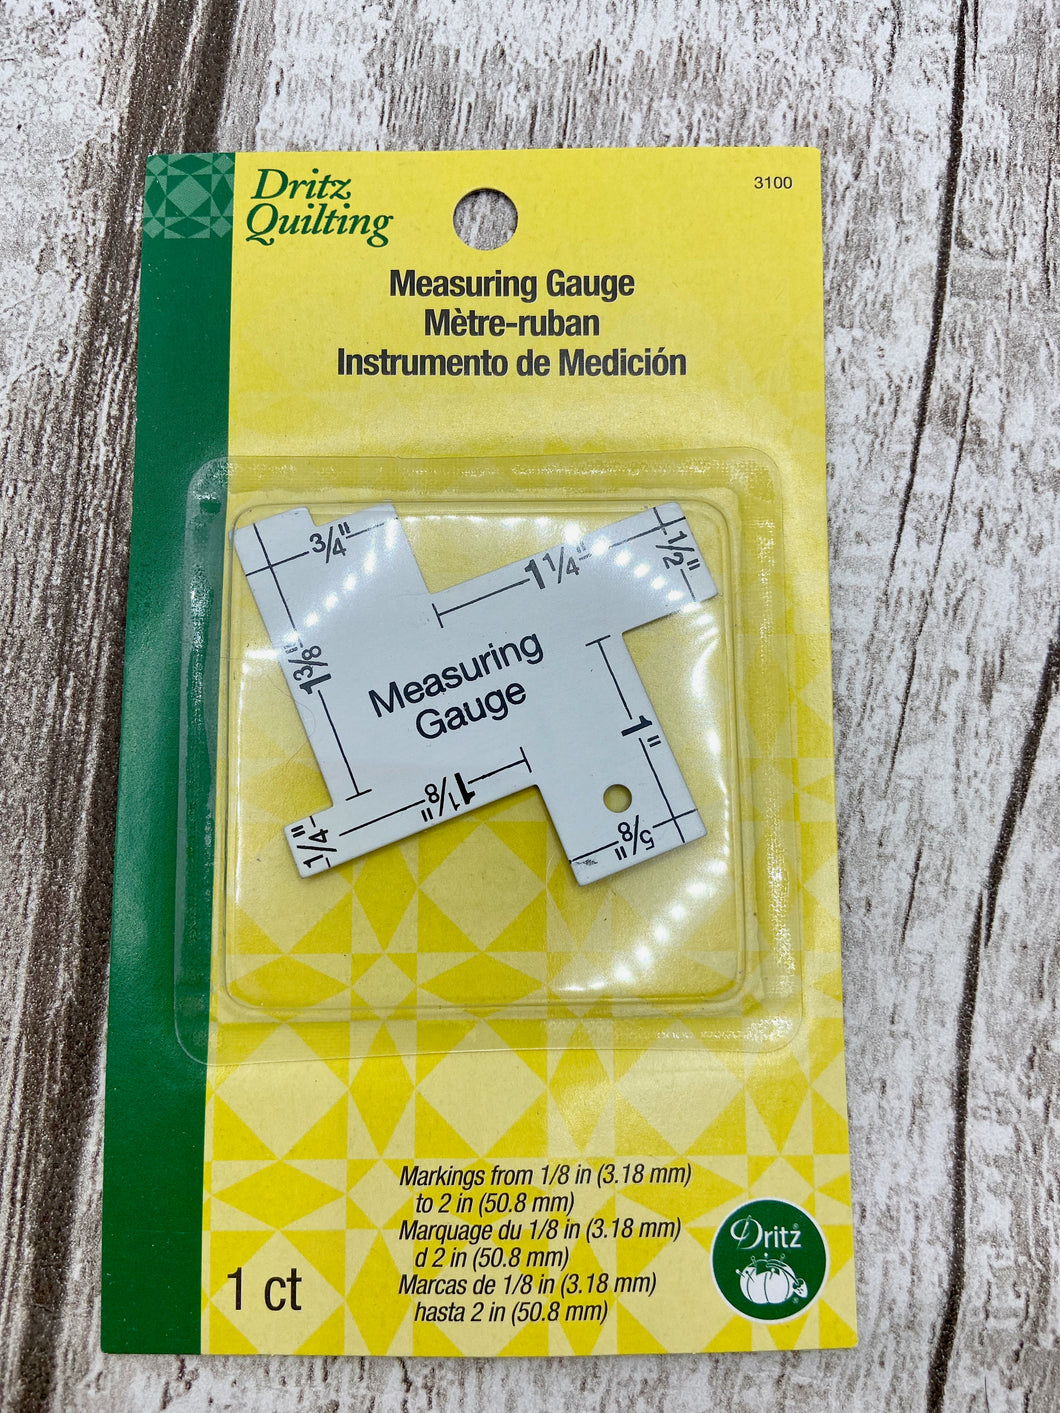 Dritz
Quilting
3100
Measuring Gauge
Mètre-ruban
Instrumento de Medición
3/4"
1 1/4"
1/2"
1 3/8"
Measuring
Gauge
1"
1 1/8"
1/4"
5/8"
Markings from 1/8 in (3.18 mm)
to 2 in (50.8 mm)
Marquage du 1/8 in (3.18 mm)
d 2 in (50.8 mm)
Marcas de 1/8 in (3.18 mm)
hasta 2 in (50.8 mm)
1 ct
Dritz®